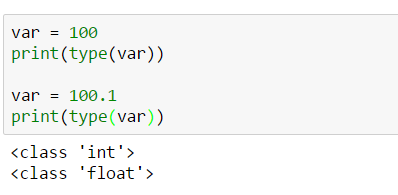 var = 100
print(type(var))
var = 100.1
print(type(var))
<class 'int'>
<class 'float'>